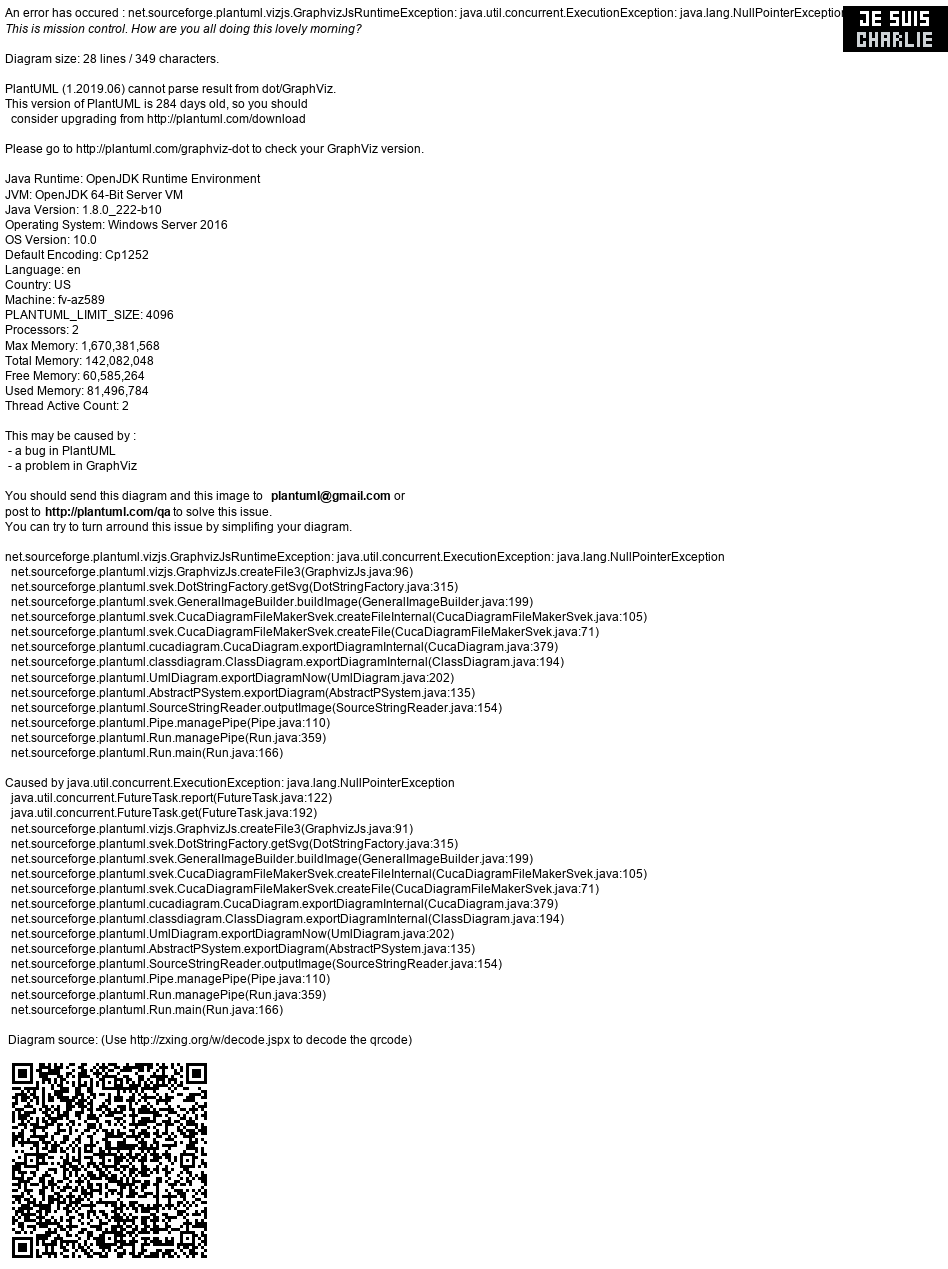 An error has occured : net.sourceforge.plantuml.vizjs.GraphvizJsRuntimeException: java.util.concurrent.ExecutionException: java.lang.NullPointerException
JE SUIS
CHARLIE
This is mission control. How are you all doing this lovely morning?
Diagram size: 28 lines / 349 characters.
PlantUML (1.2019.06) cannot parse result from dot/GraphViz.
This version of PlantUML is 284 days old, so you should
consider upgrading from http://plantuml.com/download
Please go to http://plantuml.com/graphviz-dot to check your GraphViz version.
Java Runtime: OpenJDK Runtime Environment
JVM: OpenJDK 64-Bit Server VM
Java Version: 1.8.0_222-b10
Operating System: Windows Server 2016
OS Version: 10.0
Default Encoding: Cp1252
Language: en
Country: US
Machine: fv-az589
PLANTUML_LIMIT_SIZE: 4096
Processors: 2
Max Memory: 1,670,381,568
Total Memory: 142,082,048
Free Memory: 60,585,264
Used Memory: 81,496,784
Thread Active Count: 2
This may be caused by :
- a bug in PlantUML
- a problem in GraphViz
You should send this diagram and this image to plantuml@gmail.com or
post to http://plantuml.com/qa to solve this issue.
You can try to turn arround this issue by simplifing your diagram.
net.sourceforge.plantuml.vizjs.GraphvizJsRuntimeException: java.util.concurrent.ExecutionException: java.lang.NullPointerException
net.sourceforge.plantuml.vizjs.GraphvizJs.createFile3(GraphvizJs.java:96)
net.sourceforge.plantuml.svek.DotStringFactory.getSvg(DotStringFactory.java:315)
net.sourceforge.plantuml.svek.GeneralImageBuilder.buildImage(GeneralImageBuilder.java:199)
net.sourceforge.plantuml.svek.CucaDiagramFileMakerSvek.createFileInternal(CucaDiagramFileMakerSvek.java:105)
net.sourceforge.plantuml.svek.CucaDiagramFileMakerSvek.createFile(CucaDiagramFileMakerSvek.java:71)
net.sourceforge.plantuml.cucadiagram.CucaDiagram.exportDiagramInternal(CucaDiagram.java:379)
net.sourceforge.plantuml.classdiagram.ClassDiagram.exportDiagramInternal(ClassDiagram.java:194)
net.sourceforge.plantuml.UmlDiagram.exportDiagramNow(UmlDiagram.java:202)
net.sourceforge.plantuml.AbstractPSystem.exportDiagram(AbstractPSystem.java:135)
net.sourceforge.plantuml.SourceStringReader.outputImage(SourceStringReader.java:154)
net.sourceforge.plantuml.Pipe.managePipe(Pipe.java:110)
net.sourceforge.plantuml.Run.managePipe(Run.java:359)
net.sourceforge.plantuml.Run.main(Run.java:166)
Caused by java.util.concurrent.ExecutionException: java.lang.NullPointerException
java.util.concurrent.FutureTask.report(FutureTask.java:122)
java.util.concurrent.FutureTask.get(FutureTask.java:192)
net.sourceforge.plantuml.vizjs.GraphvizJs.createFile3(GraphvizJs.java:91)
net.sourceforge.plantuml.svek.DotStringFactory.getSvg(DotStringFactory.java:315)
net.sourceforge.plantuml.svek.GeneralImageBuilder.buildImage(GeneralImageBuilder.java:199)
net.sourceforge.plantuml.svek.CucaDiagramFileMakerSvek.createFileInternal(CucaDiagramFileMakerSvek.java:105)
net.sourceforge.plantuml.svek.CucaDiagramFileMakerSvek.createFile(CucaDiagramFileMakerSvek.java:71)
net.sourceforge.plantuml.cucadiagram.CucaDiagram.exportDiagramInternal(CucaDiagram.java:379)
net.sourceforge.plantuml.classdiagram.ClassDiagram.exportDiagramInternal(ClassDiagram.java:194)
net.sourceforge.plantuml.UmlDiagram.exportDiagramNow(UmlDiagram.java:202)
net.sourceforge.plantuml.AbstractPSystem.exportDiagram(AbstractPSystem.java:135)
net.sourceforge.plantuml.SourceStringReader.outputImage(SourceStringReader.java:154)
net.sourceforge.plantuml.Pipe.managePipe(Pipe.java:110)
net.sourceforge.plantuml.Run.managePipe(Run.java:359)
net.sourceforge.plantuml.Run.main(Run.java:166)
Diagram source: (Use http://zxing.org/w/decode.jspx to decode the qrcode)